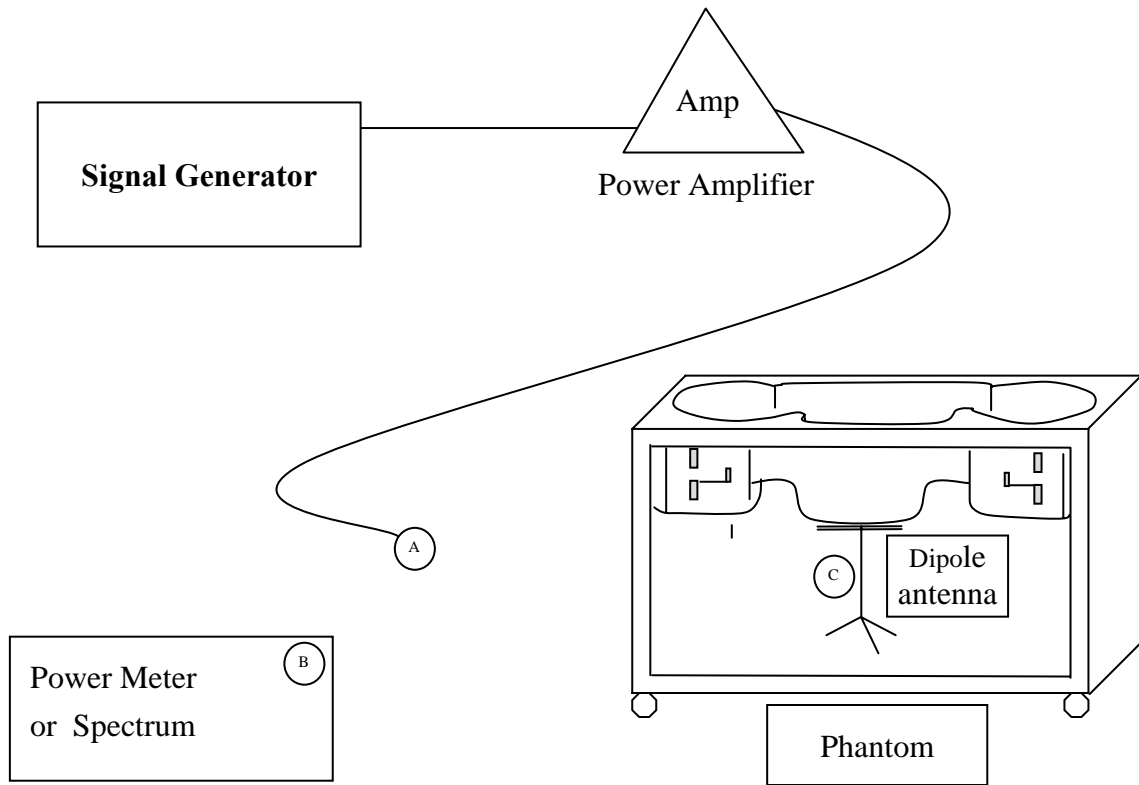 Amp
Signal Generator
Power Amplifier
A
C
Dipole
antenna
B
Power Meter
or Spectrum
Phantom